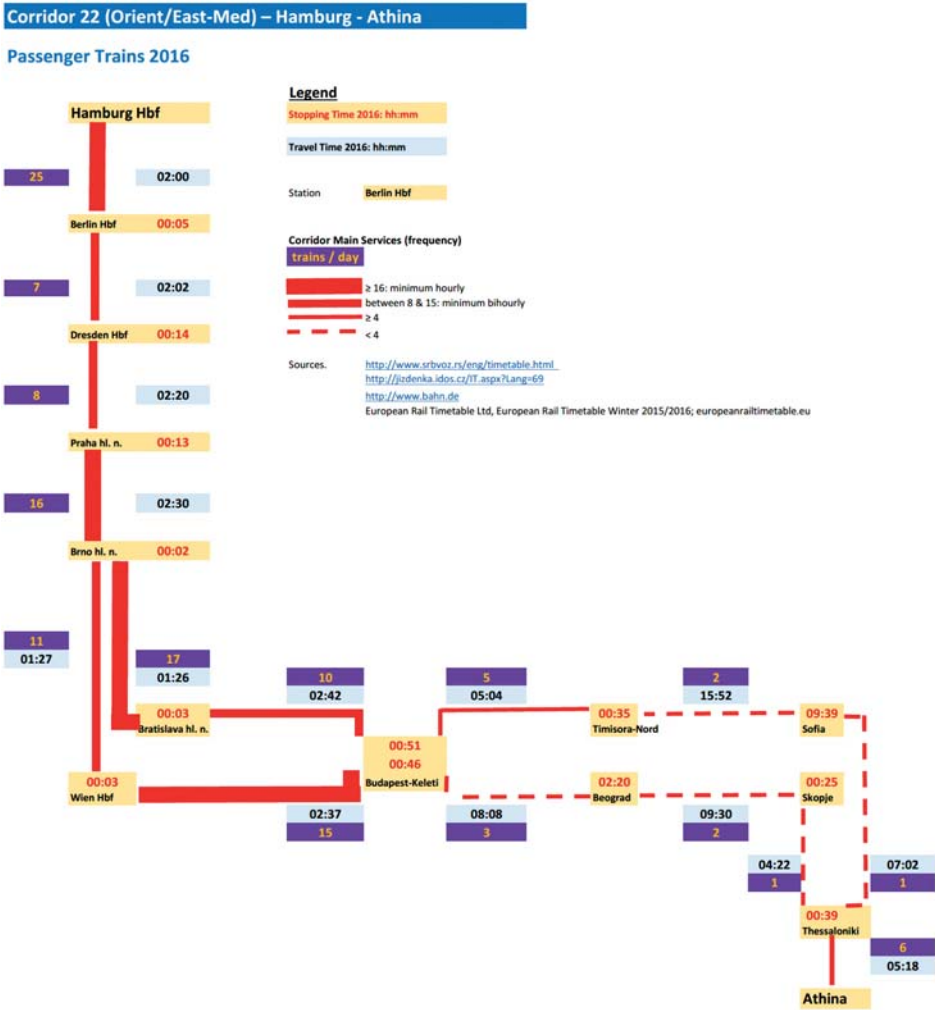 Corridor 22 (Orient/East-Med) – Hamburg - Athina
Passenger Trains 2016
Legend
Stopping Time 2016: hh:mm
Travel Time 2016: hh:mm
Station Berlin Hbf
Corridor Main Services (frequency)
trains / day
≥ 16: minimum hourly
between 8 & 15: minimum bihourly
≥ 4
< 4
Sources.
http://www.srbvoz.rs/eng/timetable.html
http://jizdenka.idos.cz/IT.aspx?Lang=69
http://www.bahn.de
European Rail Timetable Ltd, European Rail Timetable Winter 2015/2016; europeanrailtimetable.eu
Hamburg Hbf
25 02:00
Berlin Hbf 00:05
7 02:02
Dresden Hbf 00:14
8 02:20
Praha hl. n. 00:13
16 02:30
Brno hl. n. 00:02
11
01:27
17
01:26
10
02:42
5
05:04
2
15:52
00:03
Bratislava hl. n.
00:51
00:46
Budapest-Keleti
00:35
Timisora-Nord
09:39
Sofia
00:03
Wien Hbf
02:20
Beograd
00:25
Skopje
02:37
15
08:08
3
09:30
2
04:22
1
07:02
1
00:39
Thessaloniki
6
05:18
Athina